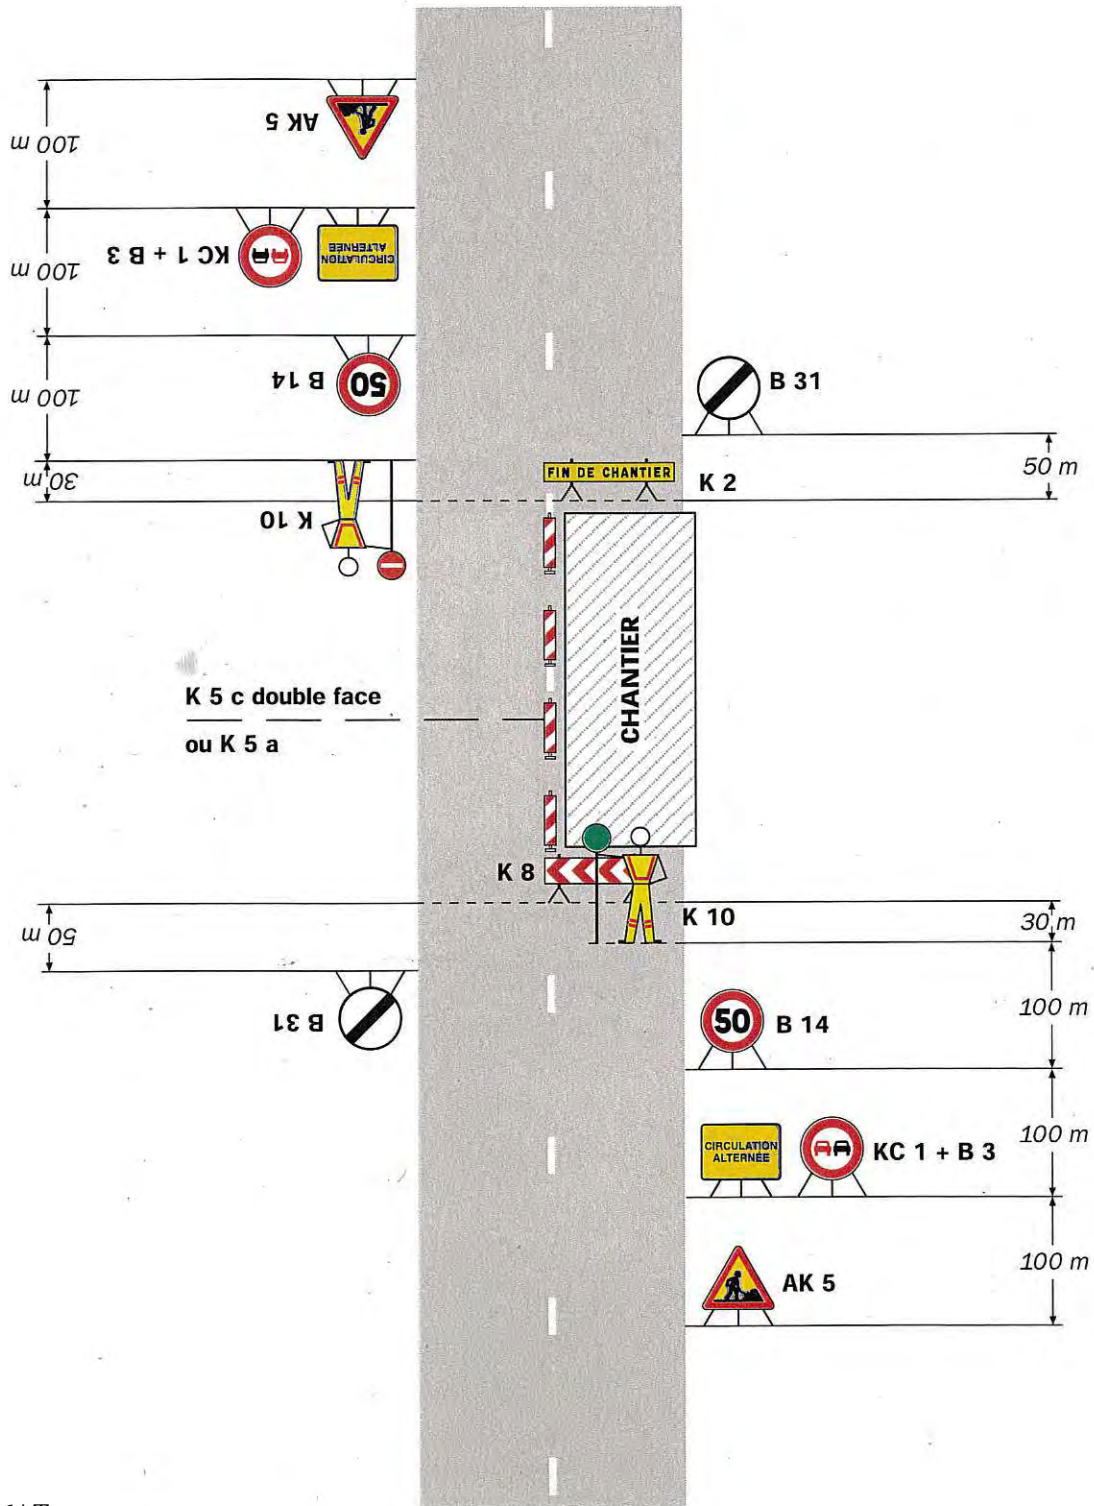 AK 5
100 m
KC 1 + B 3
CIRCULATION
ALTERNÉE
100 m
B 14
50
100 m
B 31
50 m
30 m
K 10
FIN DE CHANTIER
K 2
CHANTIER
K 5 c double face
ou K 5 a
K 8
K 10
30 m
50 m
B 31
50
B 14
100 m
CIRCULATION
ALTERNÉE
KC 1 + B 3
100 m
AK 5
100 m